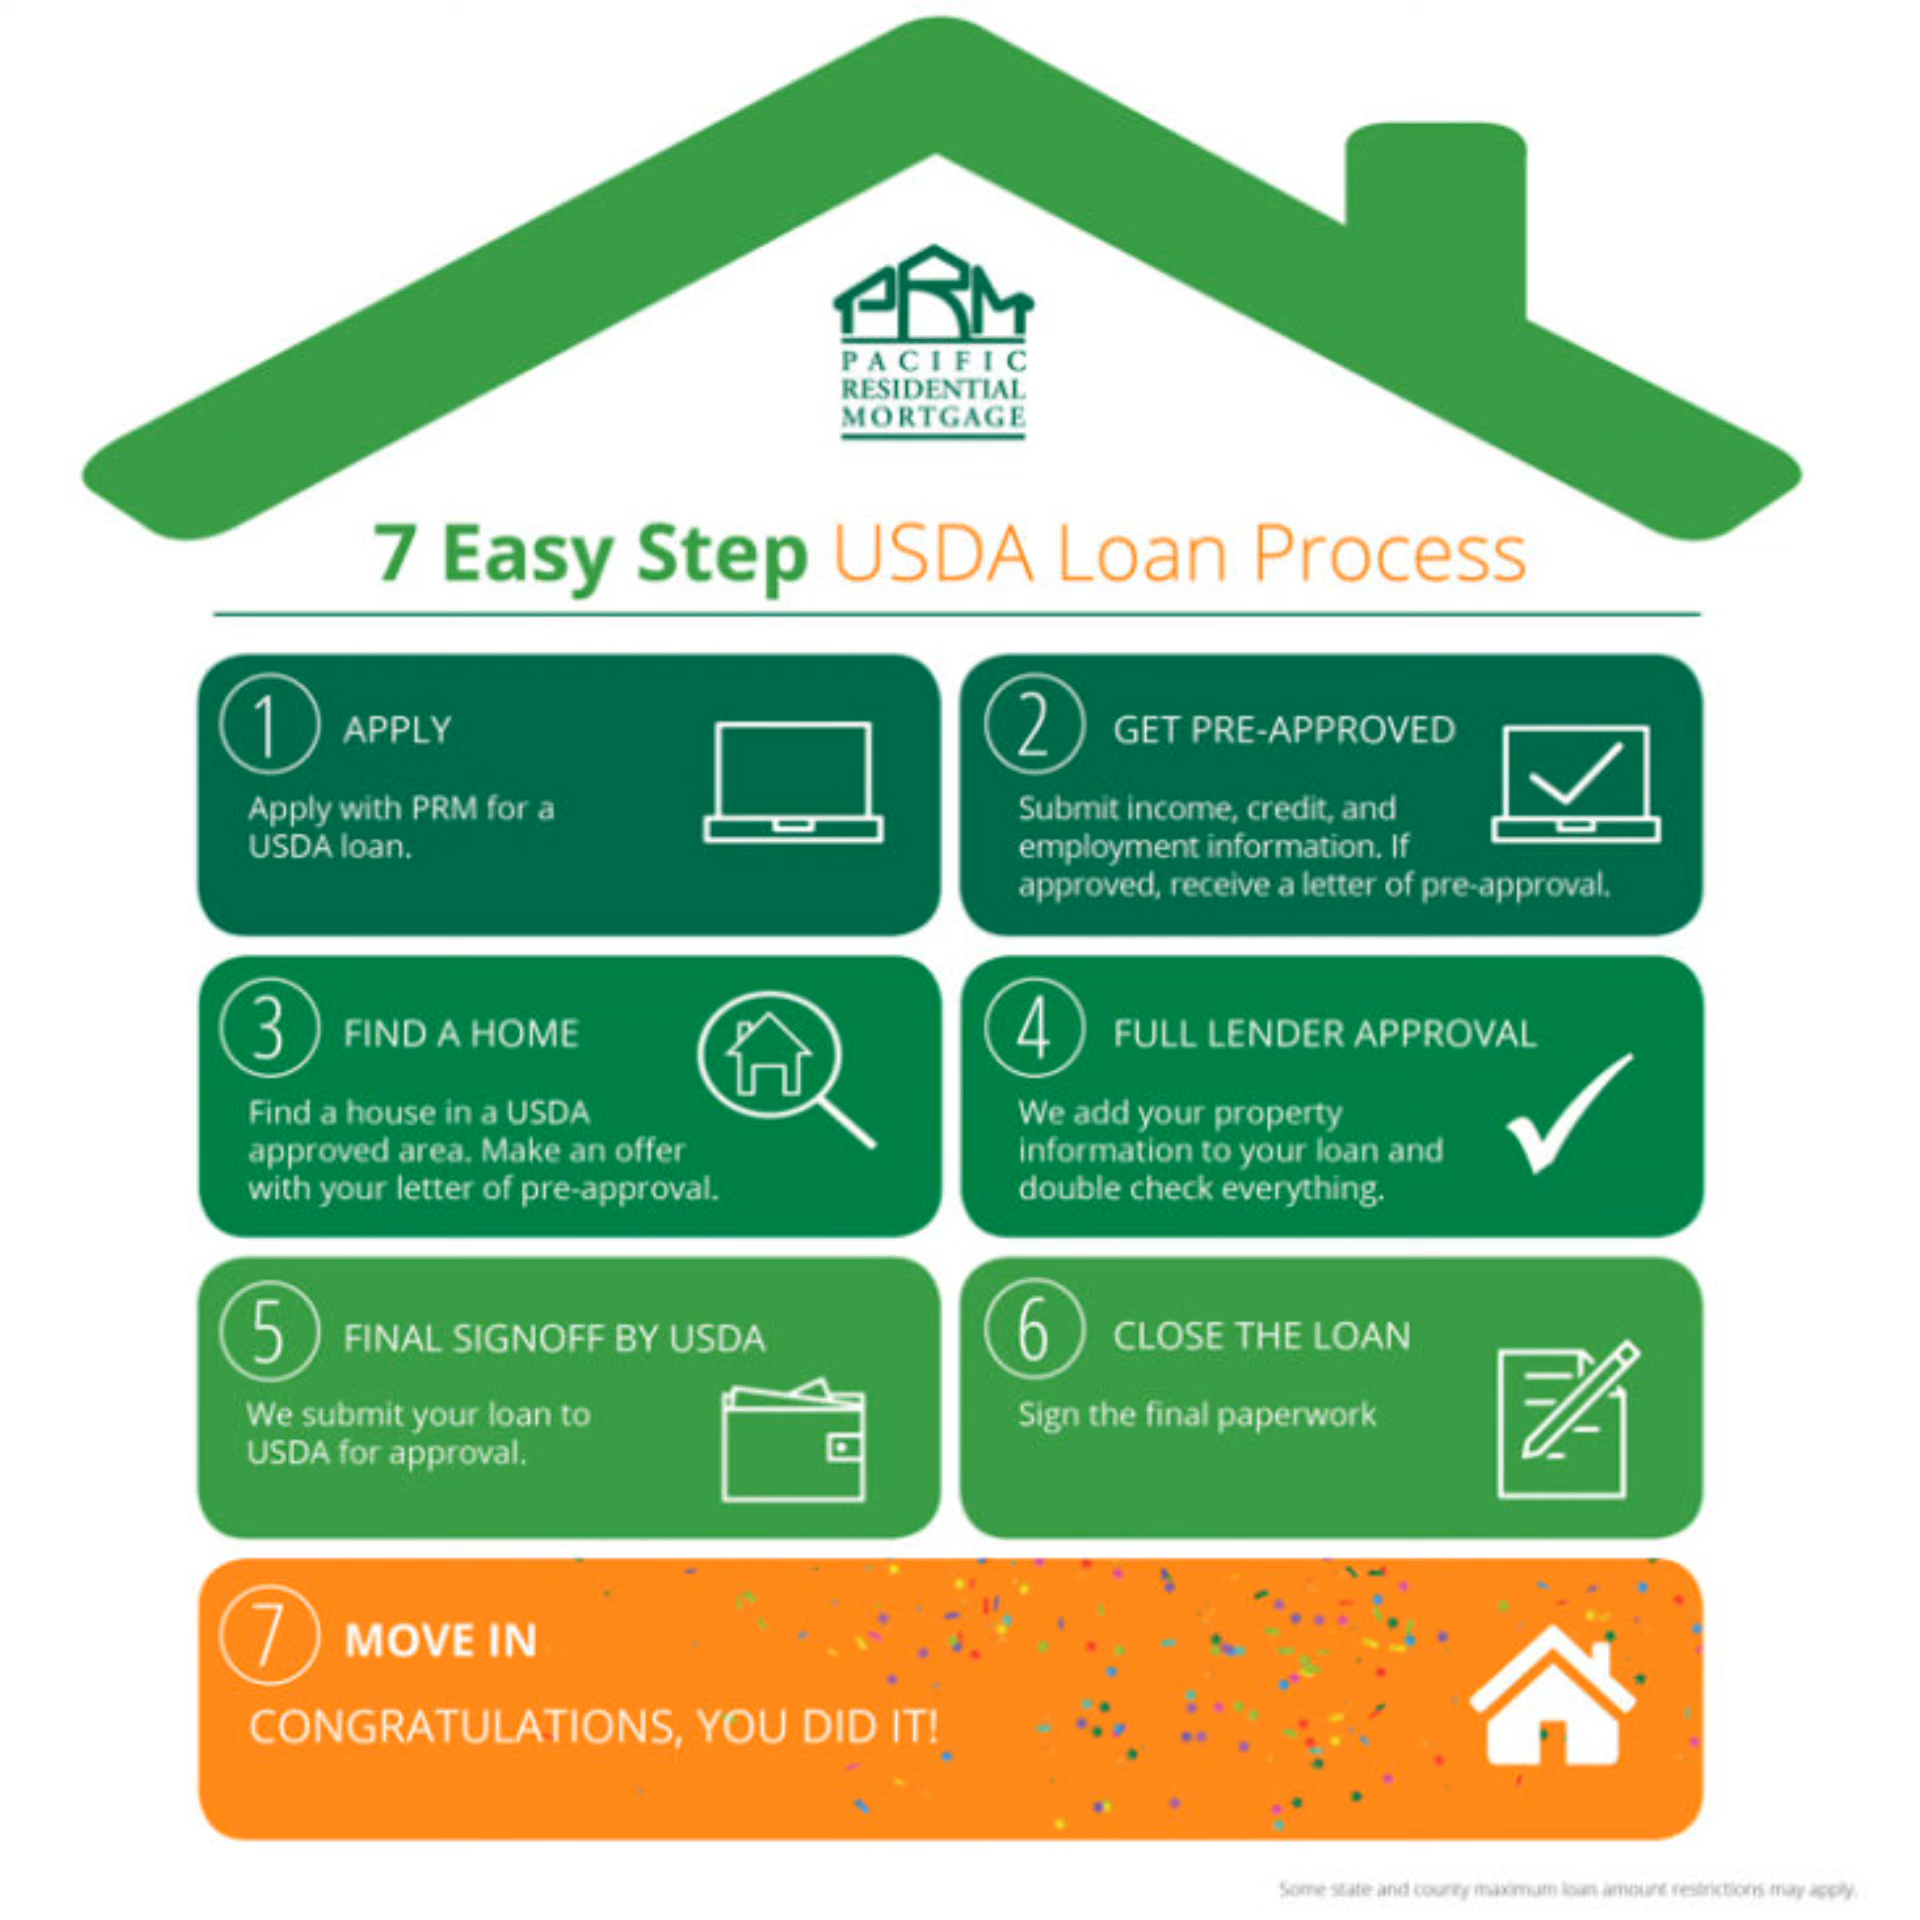 PRM
PACIFIC
RESIDENTIAL
MORTGAGE
7 Easy Step USDA Loan Process
1 APPLY
Apply with PRM for a
USDA loan.
2 GET PRE-APPROVED
Submit income, credit, and
employment information. If
approved, receive a letter of pre-approval.
3 FIND A HOME
Find a house in a USDA
approved area. Make an offer
with your letter of pre-approval.
4 FULL LENDER APPROVAL
We add your property
information to your loan and
double check everything.
5 FINAL SIGNOFF BY USDA
We submit your loan to
USDA for approval.
6 CLOSE THE LOAN
Sign the final paperwork
7 MOVE IN
CONGRATULATIONS, YOU DID IT!
Some state and county maximum loan amount restrictions may apply.